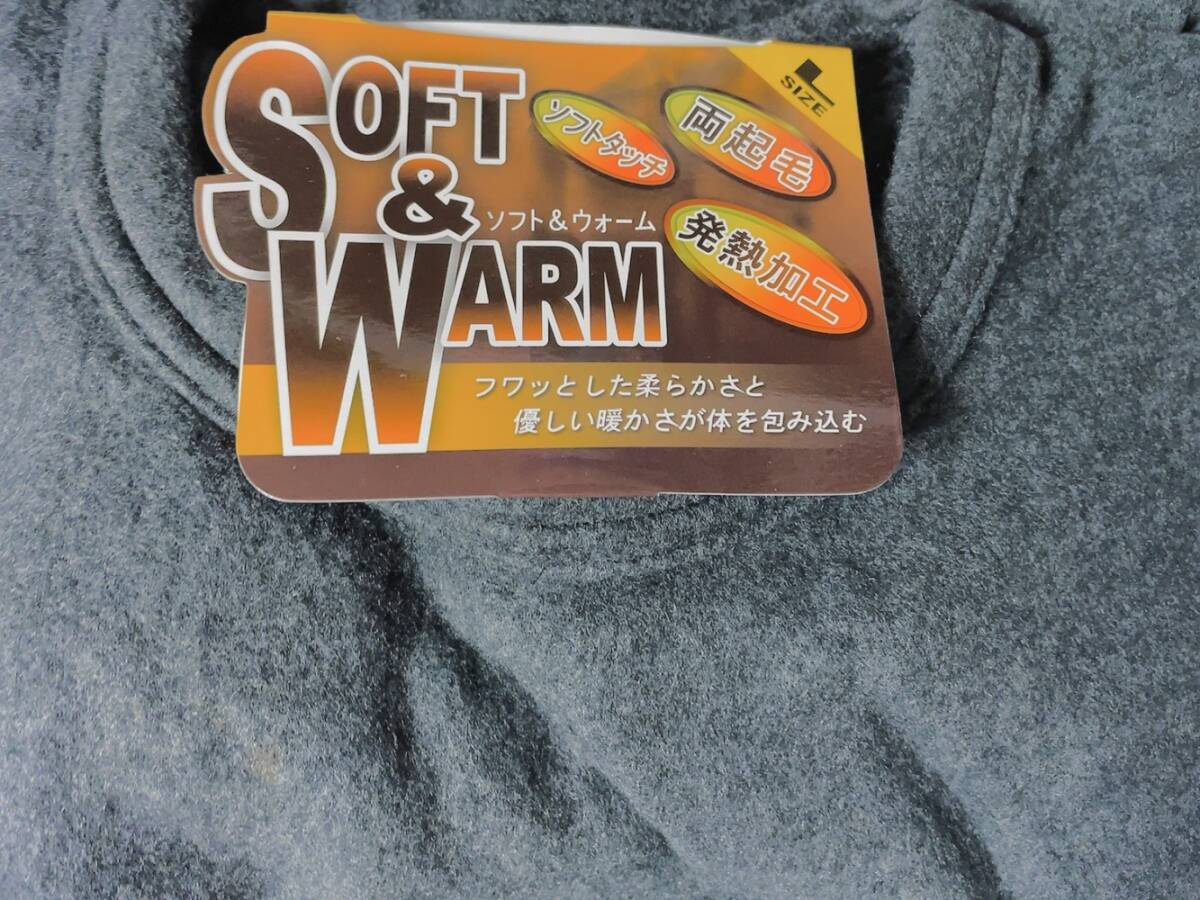 SOFT
&
WARM
ソフト&ウォーム
ソフトタッチ
両起毛
発熱加工
L
SIZE
フワッとした柔らかさと
優しい暖かさが体を包み込む